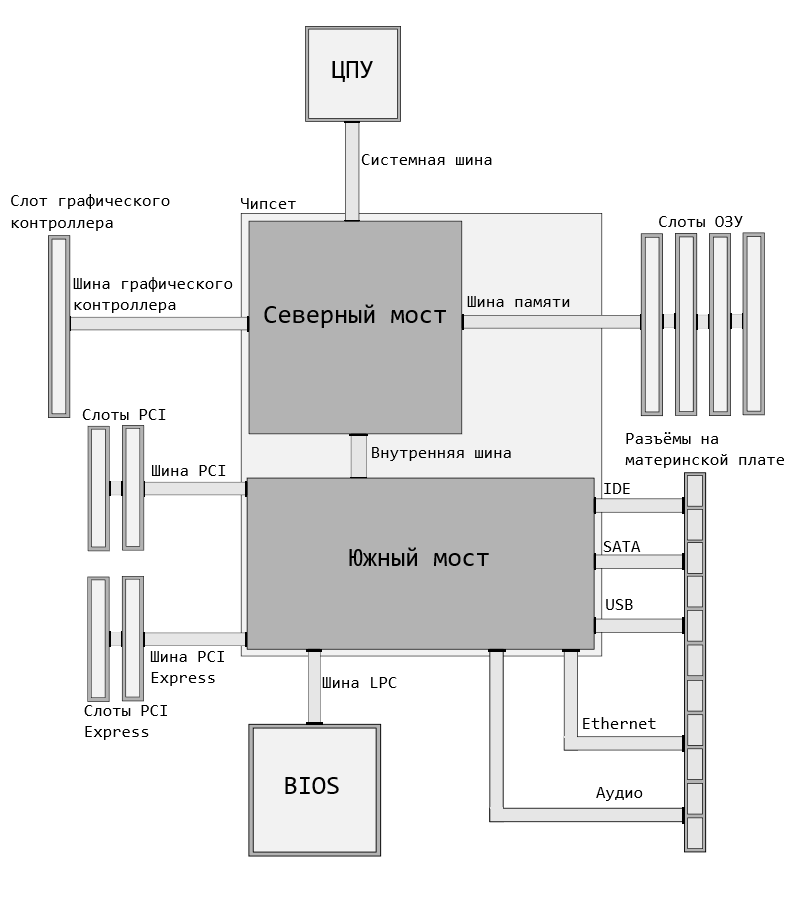 ЦПУ
Системная шина
Слот графического
контроллера
Чипсет
Слоты ОЗУ
Шина графического
контроллера
Шина памяти
Северный мост
Слоты PCI
Разъёмы на
материнской плате
Внутренняя шина
Шина PCI
IDE
SATA
Южный мост
USB
Шина PCI
Express
Шина LPC
Слоты PCI
Express
Ethernet
BIOS
Аудио